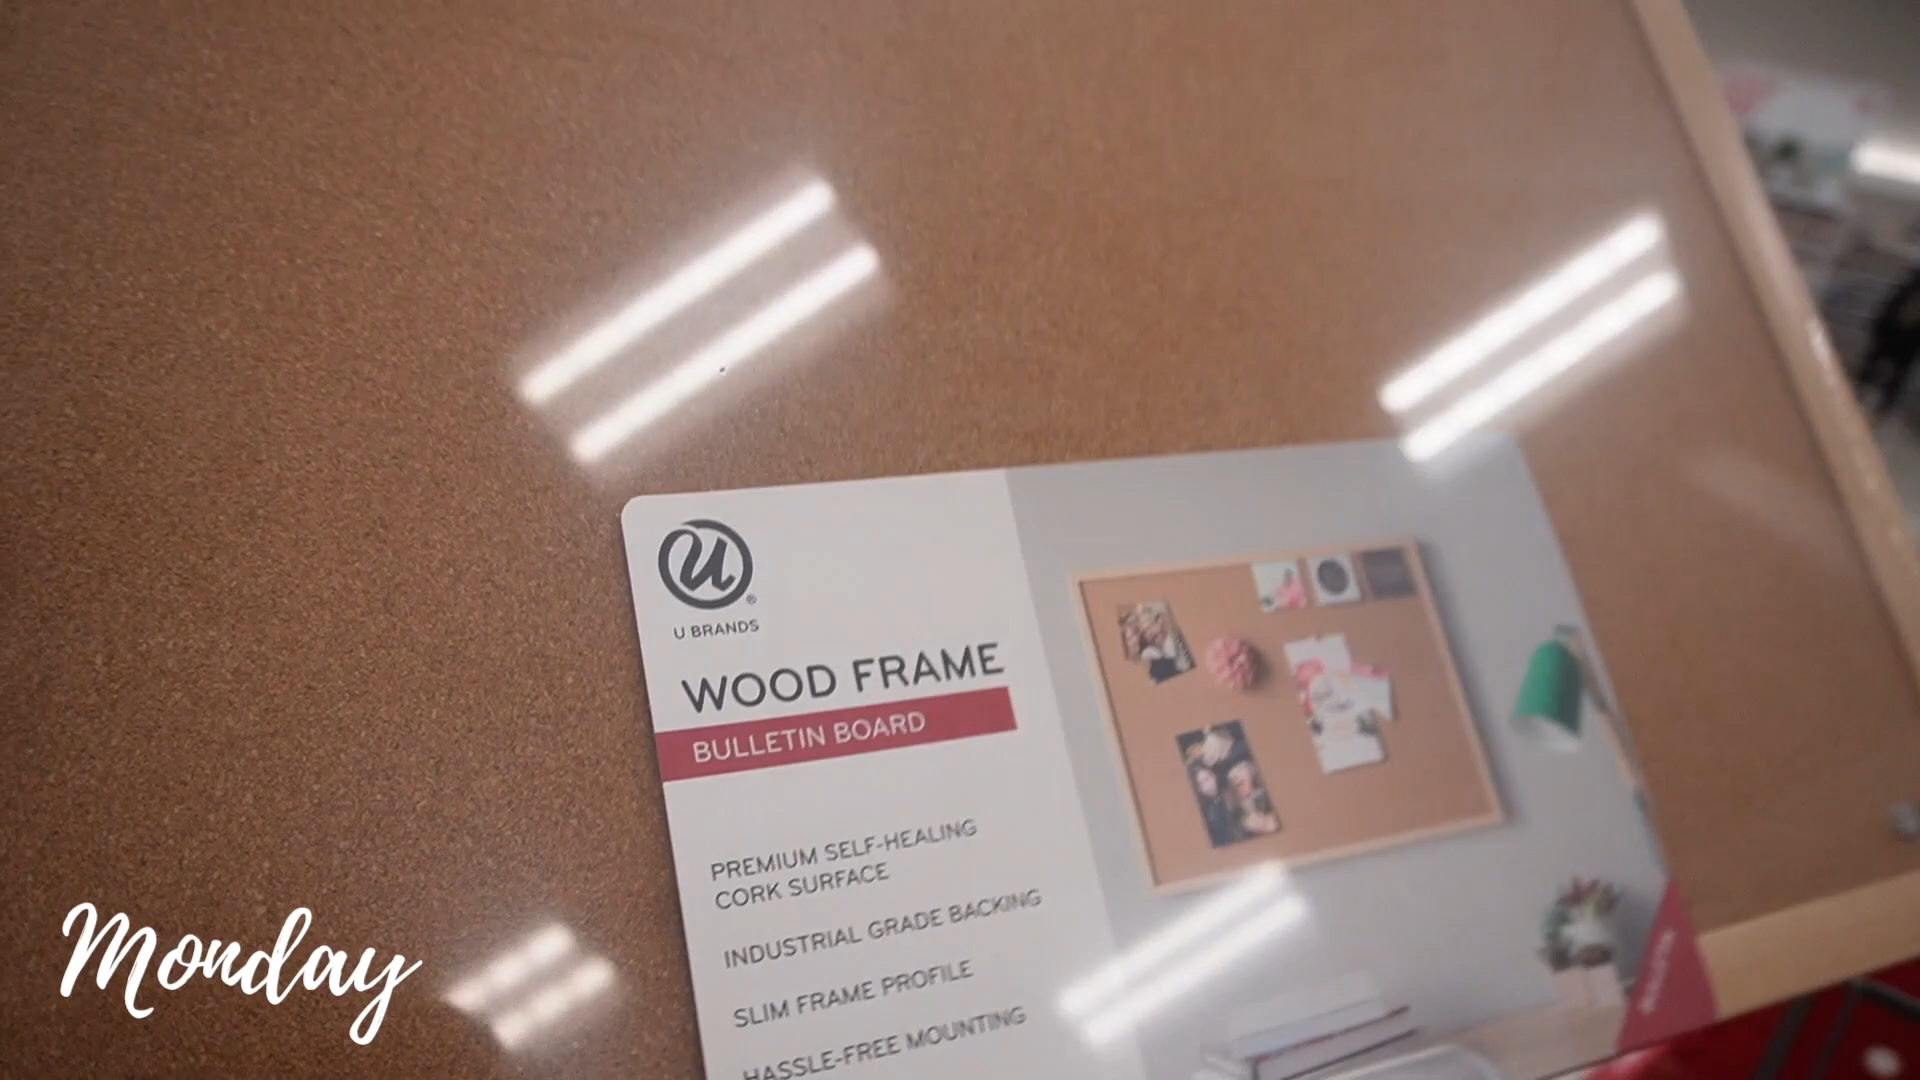 U
U BRANDS
WOOD FRAME
BULLETIN BOARD
PREMIUM SELF-HEALING
CORK SURFACE
INDUSTRIAL GRADE BACKING
SLIM FRAME PROFILE
HASSLE-FREE MOUNTING
Monday